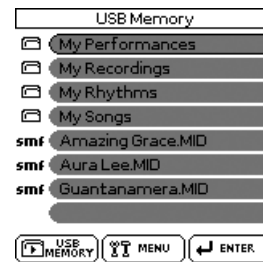 USB Memory
My Performances
My Recordings
My Rhythms
My Songs
smf Amazing Grace.MID
smf Aura Lee.MID
smf Guantanamera.MID
USB MEMORY MENU ENTER